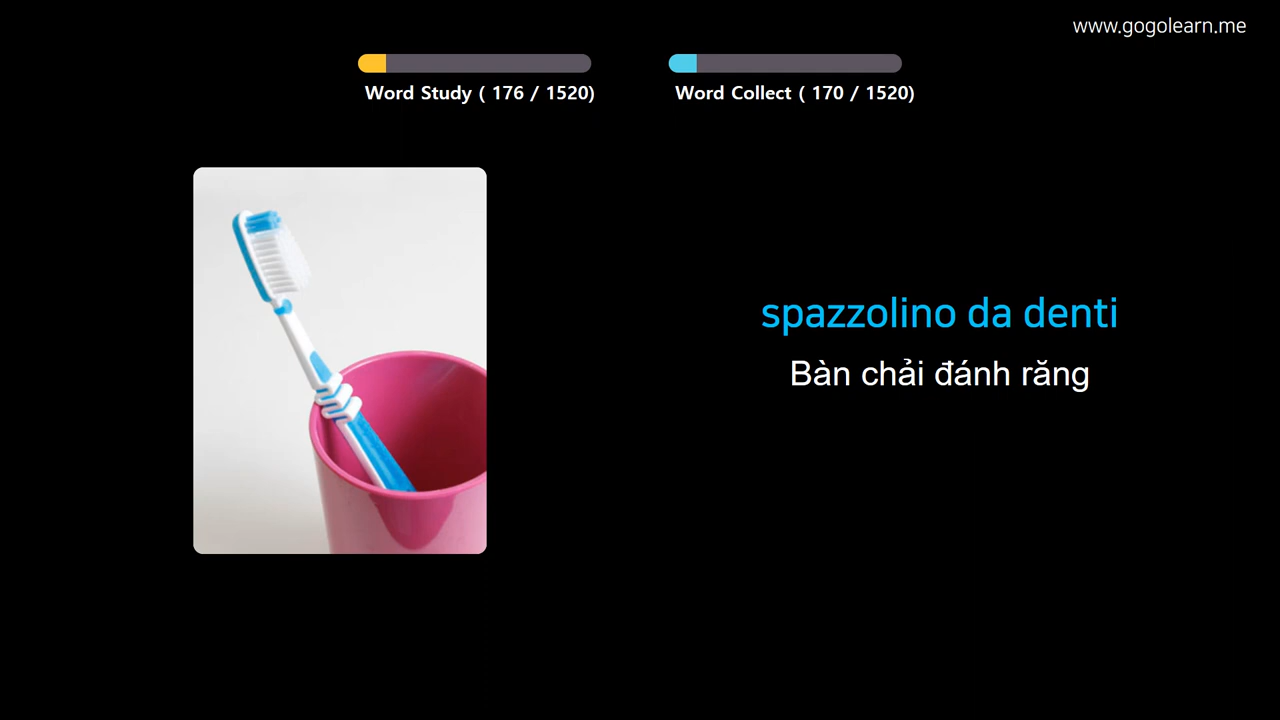 www.gogolearn.me
Word Study ( 176 / 1520)
Word Collect ( 170 / 1520)
spazzolino da denti
Bàn chải đánh răng